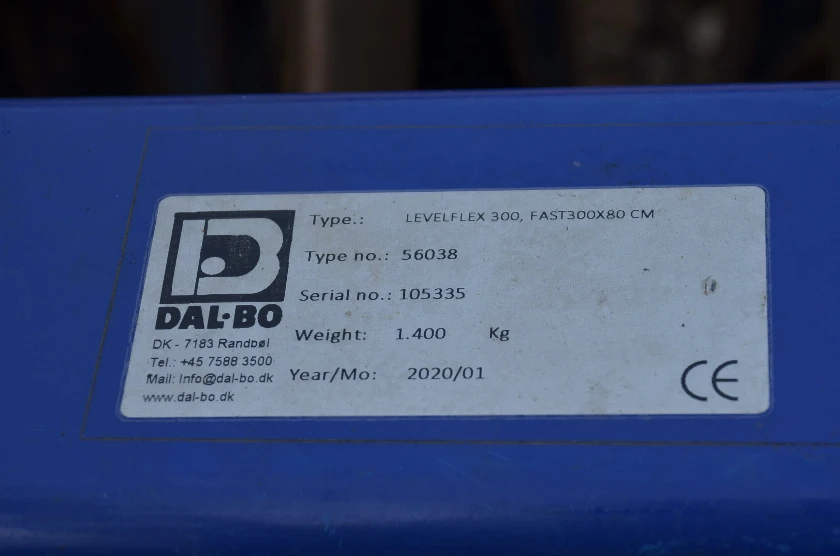 DAL-BO
DK - 7183 Randbøl
Tel.: +45 7588 3500
Mail: Info@dal-bo.dk
www.dal-bo.dk
Type.: LEVELFLEX 300, FAST300X80 CM
Type no.: 56038
Serial no.: 105335
Weight: 1.400 Kg
Year/Mo: 2020/01
CE